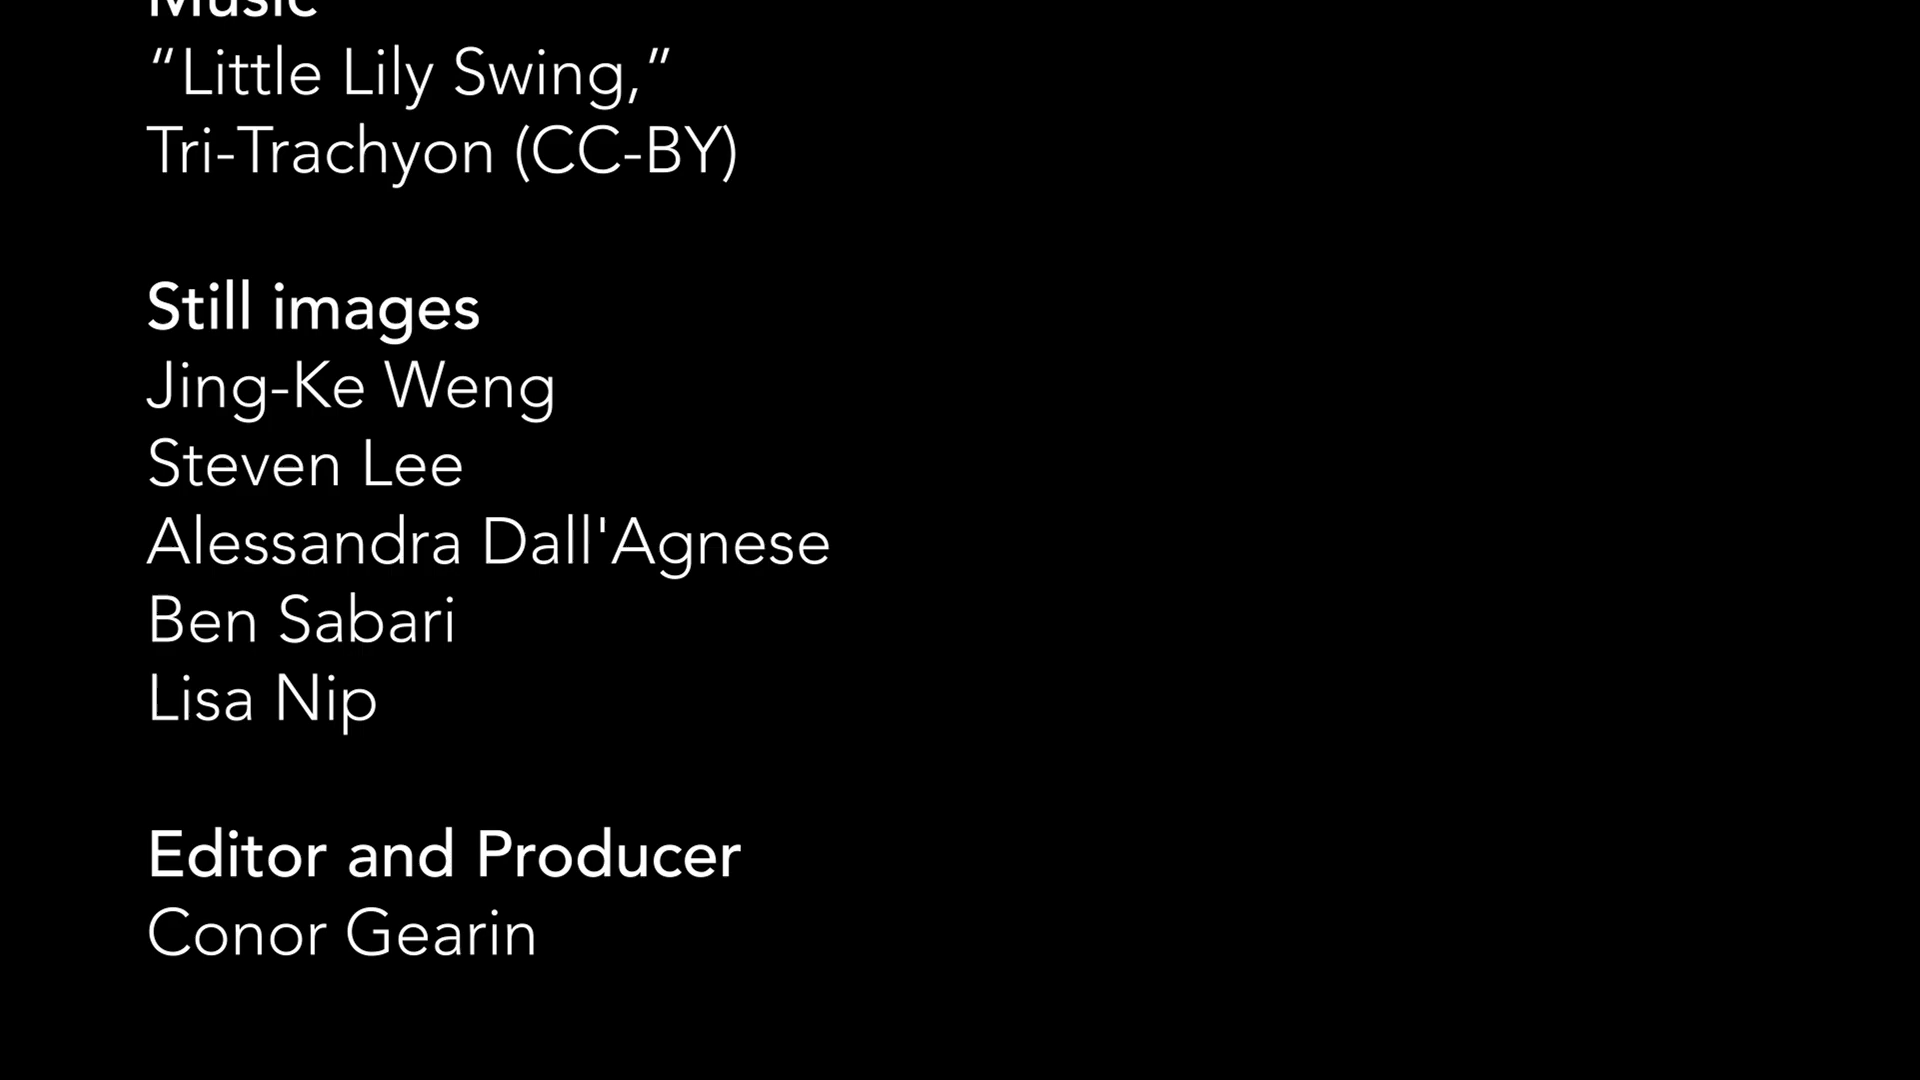 Music
“Little Lily Swing,”
Tri-Trachyon (CC-BY)
Still images
Jing-Ke Weng
Steven Lee
Alessandra Dall'Agnese
Ben Sabari
Lisa Nip
Editor and Producer
Conor Gearin